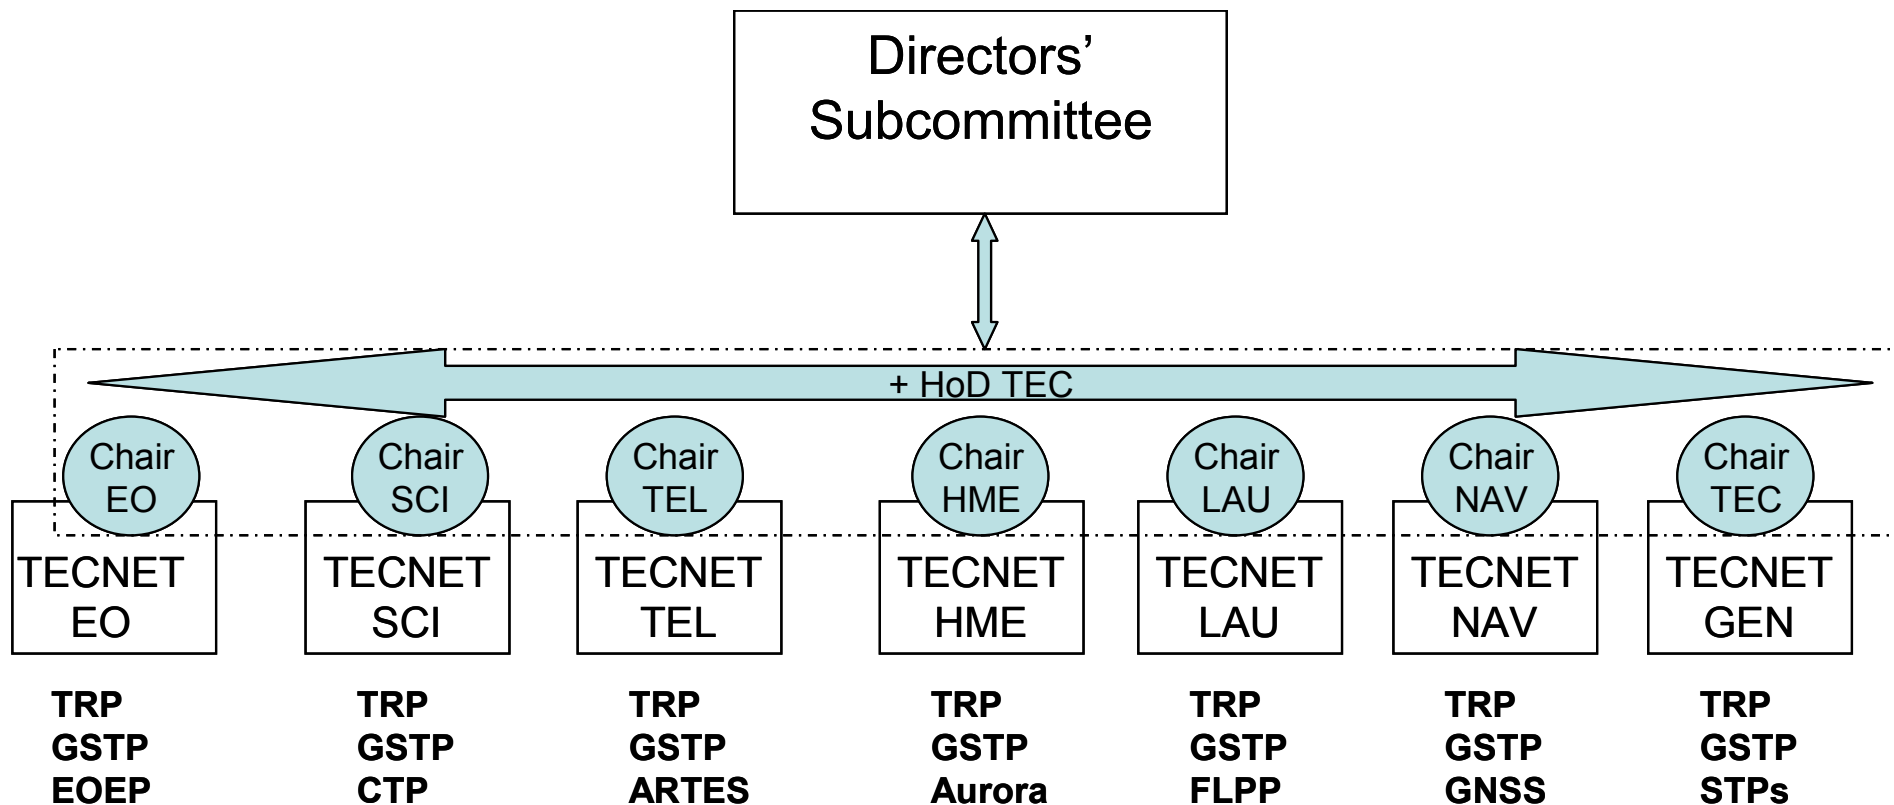 Directors’
Subcommittee
+ HoD TEC
Chair
EO
Chair
SCI
Chair
TEL
Chair
HME
Chair
LAU
Chair
NAV
Chair
TEC
TECNET
EO
TECNET
SCI
TECNET
TEL
TECNET
HME
TECNET
LAU
TECNET
NAV
TECNET
GEN
TRP
GSTP
EOEP
TRP
GSTP
CTP
TRP
GSTP
ARTES
TRP
GSTP
Aurora
TRP
GSTP
FLPP
TRP
GSTP
GNSS
TRP
GSTP
STPs